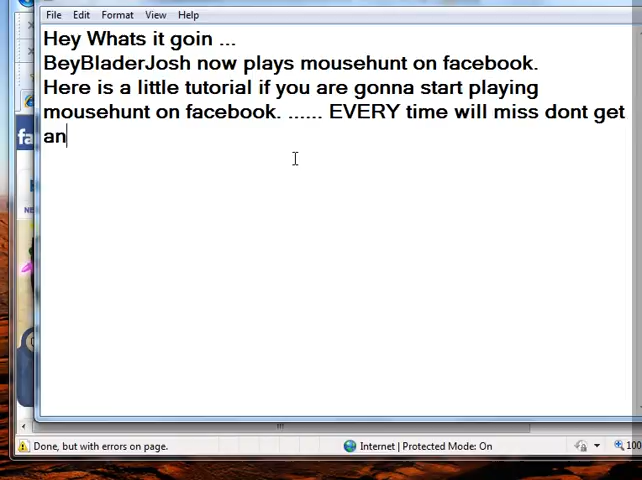 File Edit Format View Help
Hey Whats it goin ...
BeyBladerJosh now plays mousehunt on facebook.
Here is a little tutorial if you are gonna start playing
mousehunt on facebook. ...... EVERY time will miss dont get
an
Done, but with errors on page. Internet | Protected Mode: On 100